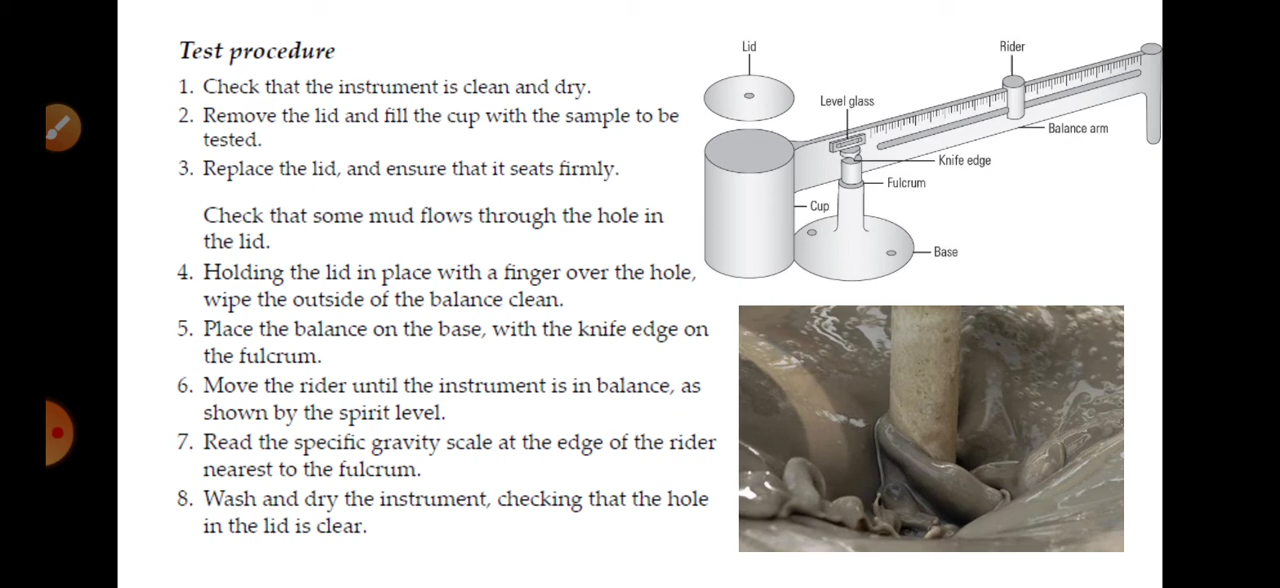 Test procedure
1. Check that the instrument is clean and dry.
2. Remove the lid and fill the cup with the sample to be
tested.
3. Replace the lid, and ensure that it seats firmly.
Check that some mud flows through the hole in
the lid.
4. Holding the lid in place with a finger over the hole,
wipe the outside of the balance clean.
5. Place the balance on the base, with the knife edge on
the fulcrum.
6. Move the rider until the instrument is in balance, as
shown by the spirit level.
7. Read the specific gravity scale at the edge of the rider
nearest to the fulcrum.
8. Wash and dry the instrument, checking that the hole
in the lid is clear.
Lid
Rider
Level glass
Balance arm
Knife edge
Fulcrum
Cup
Base